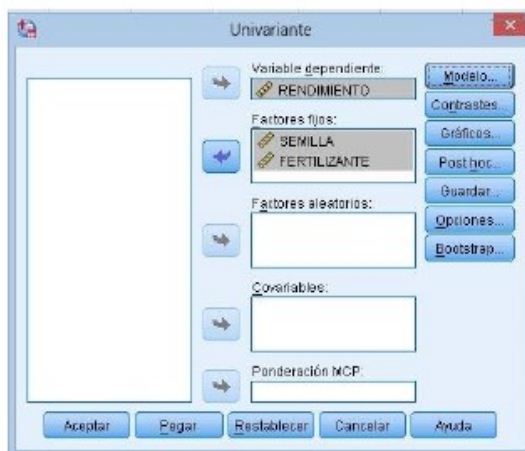 Univariante
Variable dependiente:
RENDIMIENTO
Factores fijos:
SEMILLA
FERTILIZANTE
Factores aleatorios:
Covariables:
Ponderación MCP:
Modelo...
Contrastes...
Gráficos...
Post hoc...
Guardar...
Opciones...
Bootstrap...
Aceptar
Pegar
Restablecer
Cancelar
Ayuda